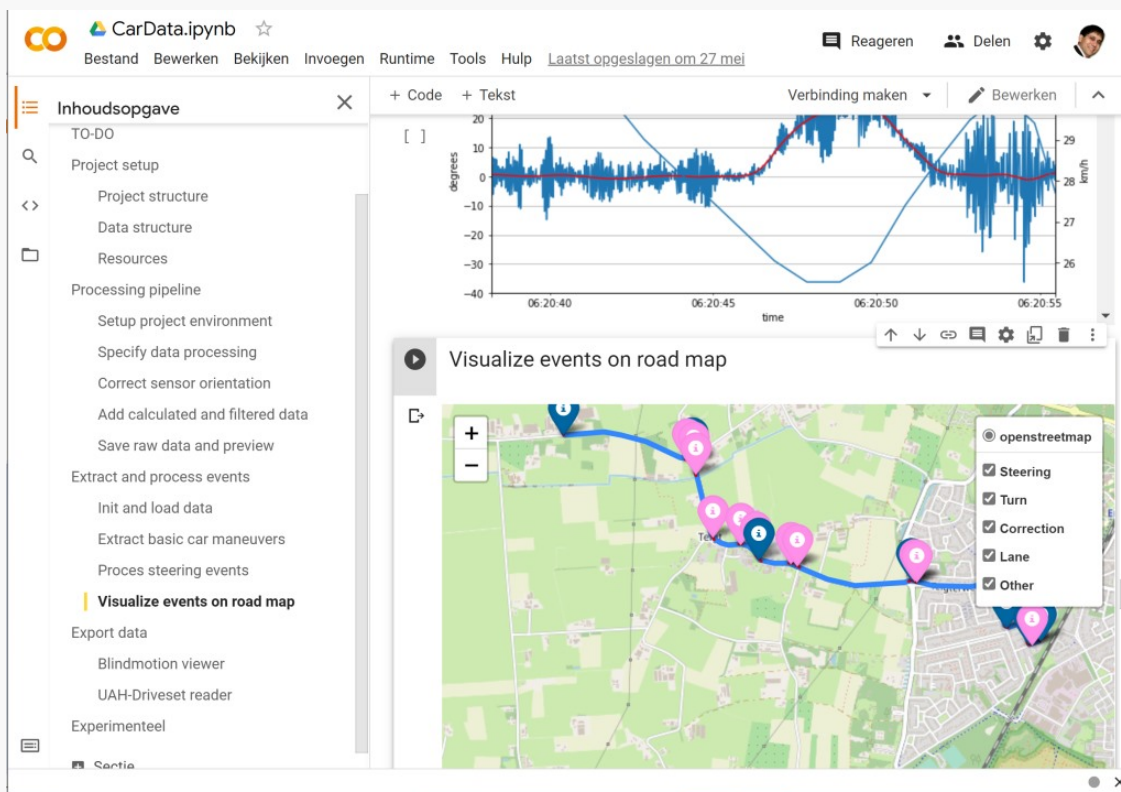 CarData.ipynb
Bestand Bewerken Bekijken Invoegen Runtime Tools Hulp Laatst opgeslagen om 27 mei
Reageren Delen
Inhoudsopgave
TO-DO
Project setup
Project structure
Data structure
Resources
Processing pipeline
Setup project environment
Specify data processing
Correct sensor orientation
Add calculated and filtered data
Save raw data and preview
Extract and process events
Init and load data
Extract basic car maneuvers
Proces steering events
Visualize events on road map
Export data
Blindmotion viewer
UAH-Driveset reader
Experimenteel
Sectie
+ Code + Tekst Verbinding maken Bewerken
[ ]
20
10
0
−10
−20
−30
−40
degrees
29
28
27
26
km/h
06:20:40 06:20:45 06:20:50 06:20:55
time
Visualize events on road map
+
−
openstreetmap
Steering
Turn
Correction
Lane
Other